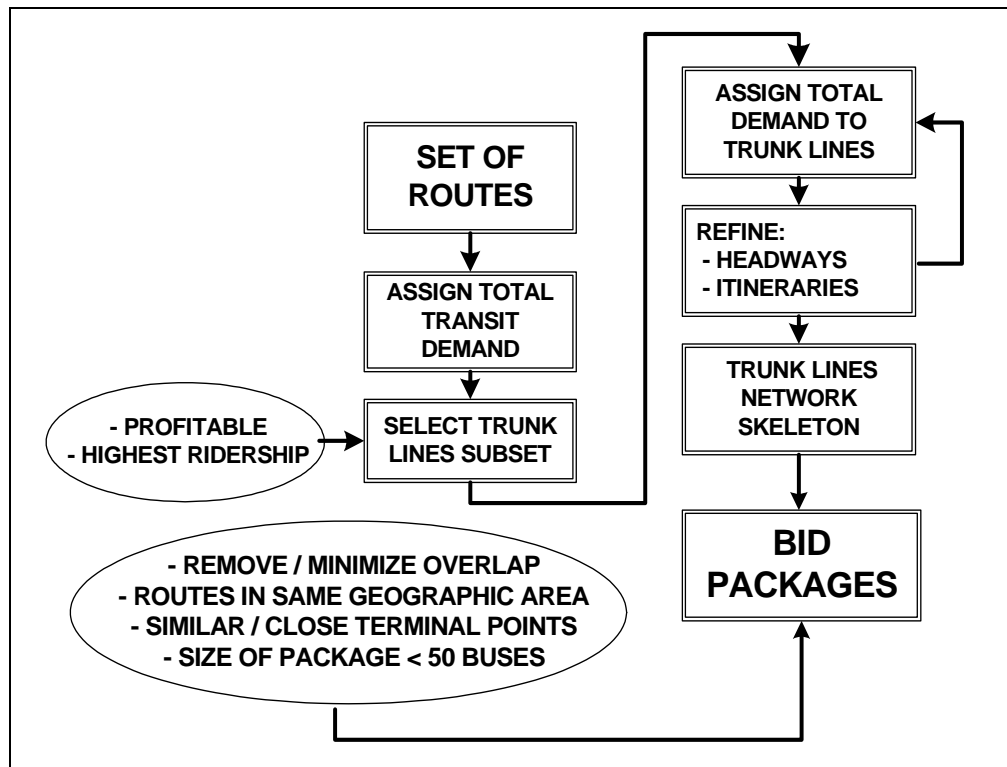 SET OF
ROUTES
ASSIGN TOTAL
TRANSIT
DEMAND
- PROFITABLE
- HIGHEST RIDERSHIP
SELECT TRUNK
LINES SUBSET
ASSIGN TOTAL
DEMAND TO
TRUNK LINES
REFINE:
- HEADWAYS
- ITINERARIES
TRUNK LINES
NETWORK
SKELETON
- REMOVE / MINIMIZE OVERLAP
- ROUTES IN SAME GEOGRAPHIC AREA
- SIMILAR / CLOSE TERMINAL POINTS
- SIZE OF PACKAGE < 50 BUSES
BID
PACKAGES